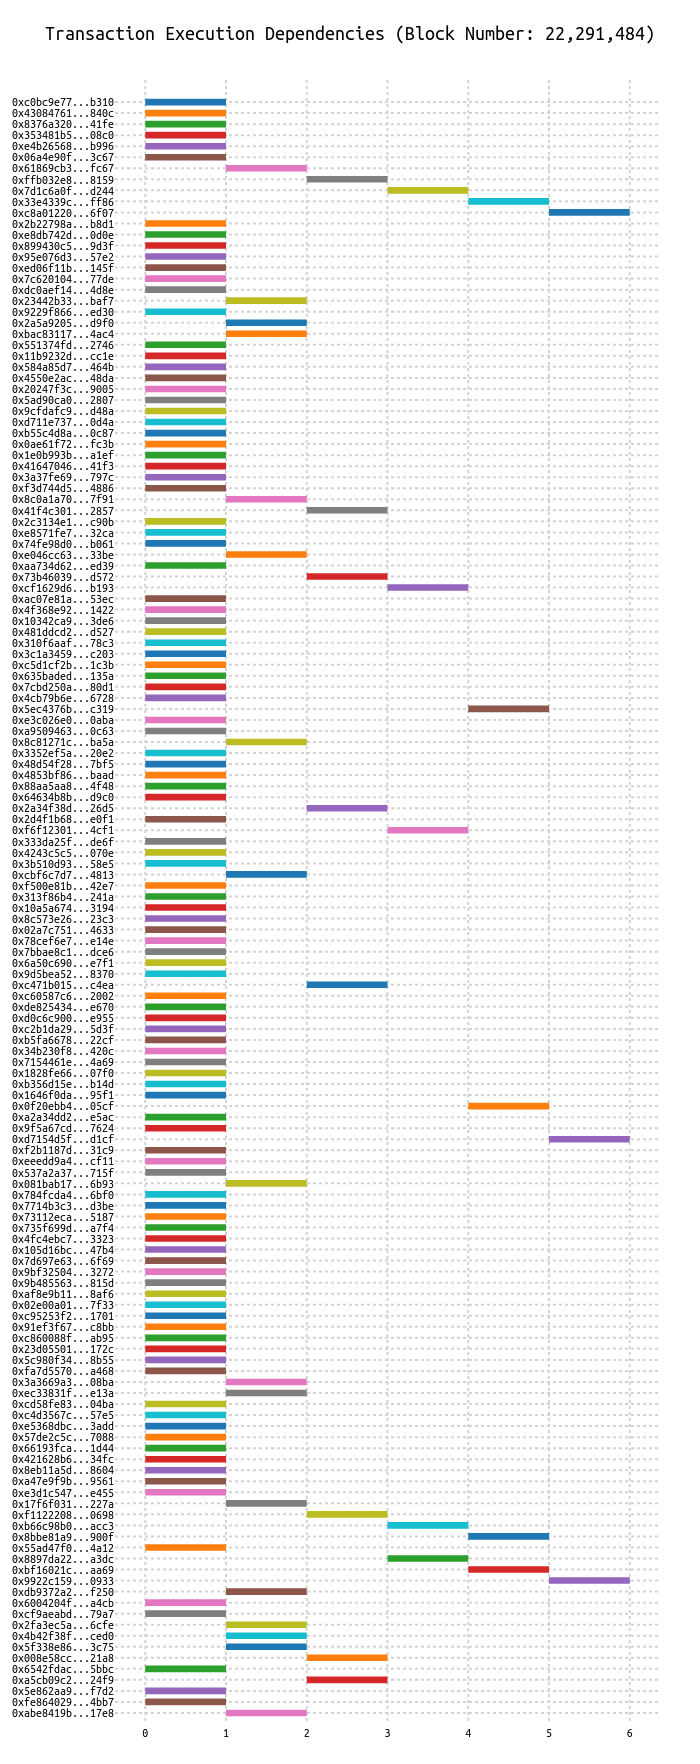 Transaction Execution Dependencies (Block Number: 22,291,484)
0xc0bc9e77...b310
0x43084761...840c
0x8376a320...41fe
0x353481b5...08c0
0xe4b26568...b996
0x06a4e90f...3c67
0x61869cb3...fc67
0xffb032e8...8159
0x7d1c6a0f...d244
0x33e4339c...ff86
0xc8a01220...6f07
0x2b22798a...b8d1
0xe8db742d...0d0e
0x899430c5...9d3f
0x95e076d3...57e2
0xed06f11b...145f
0x7c620104...77de
0xdc0aef14...4d8e
0x23442b33...baf7
0x9229f866...ed30
0x2a5a9205...d9f0
0xbac83117...4ac4
0x551374fd...2746
0x11b9232d...cc1e
0x584a85d7...464b
0x4550e2ac...48da
0x20247f3c...9005
0x5ad90ca0...2807
0x9cfdafc9...d48a
0xd711e737...0d4a
0xb55c4d8a...0c87
0x0ae61f72...fc3b
0x1e0b993b...a1ef
0x41647046...41f3
0x3a37fe69...797c
0xf3d744d5...4886
0x8c0a1a70...7f91
0x41f4c301...2857
0x2c3134e1...c90b
0xe8571fe7...32ca
0x74fe98d0...b061
0xe046cc63...33be
0xaa734d62...ed39
0x73b46039...d572
0xcf1629d6...b193
0xac07e81a...53ec
0x4f368e92...1422
0x10342ca9...3de6
0x481ddcd2...d527
0x310f6aaf...78c3
0x3c1a3459...c203
0xc5d1cf2b...1c3b
0x635baded...135a
0x7cbd250a...80d1
0x4cb79b6e...6728
0x5ec4376b...c319
0xe3c026e0...0aba
0xa9509463...0c63
0x8c81271c...ba5a
0x3352ef5a...20e2
0x48d54f28...7bf5
0x4853bf86...baad
0x88aa5aa8...4f48
0x64634b8b...d9c0
0x2a34f38d...26d5
0x2d4f1b68...e0f1
0xf6f12301...4cf1
0x333da25f...de6f
0x4243c5c5...070e
0x3b510d93...58e5
0xcbf6c7d7...4813
0xf500e81b...42e7
0x313f86b4...241a
0x10a5a674...3194
0x8c573e26...23c3
0x02a7c751...4633
0x78cef6e7...e14e
0x7bbae8c1...dce6
0x6a50c690...e7f1
0x9d5bea52...8370
0xc471b015...c4ea
0xc60587c6...2002
0xde825434...e670
0xd0c6c900...e955
0xc2b1da29...5d3f
0xb5fa6678...22cf
0x34b230f8...420c
0x7154461e...4a69
0x1828fe66...07f0
0xb356d15e...b14d
0x1646f0da...95f1
0x0f20ebb4...05cf
0xa2a34dd2...e5ac
0x9f5a67cd...7624
0xd7154d5f...d1cf
0xf2b1187d...31c9
0xeeedd9a4...cf11
0x537a2a37...715f
0x081bab17...6b93
0x784fcda4...6bf0
0x7714b3c3...d3be
0x73112eca...5187
0x735f699d...a7f4
0x4fc4ebc7...3323
0x105d16bc...47b4
0x7d697e63...6f69
0x9bf32504...3272
0x9b485563...815d
0xaf8e9b11...8af6
0x02e00a01...7f33
0xc95253f2...1701
0x91ef3f67...c8bb
0xc860088f...ab95
0x23d05501...172c
0x5c980f34...8b55
0xfa7d5570...a468
0x3a3669a3...08ba
0xec33831f...e13a
0xcd58fe83...04ba
0xc4d3567c...57e5
0xe5368dbc...3add
0x57de2c5c...7088
0x66193fca...1d44
0x421628b6...34fc
0x8eb11a5d...8604
0xa47e9f9b...9561
0xe3d1c547...e455
0x17f6f031...227a
0xf1122208...0698
0xb66c98b0...acc3
0x8bbe81a9...900f
0x55ad47f0...4a12
0x8897da22...a3dc
0xbf16021c...aa69
0x9922c159...0933
0xdb9372a2...f250
0x6004204f...a4cb
0xcf9aeabd...79a7
0x2fa3ec5a...6cfe
0x4b42f38f...ced0
0x5f338e86...3c75
0x008e58cc...21a8
0x6542fdac...5bbc
0xa5cb09c2...24f9
0x5e862aa9...f7d2
0xfe864029...4bb7
0xabe8419b...17e8
0 1 2 3 4 5 6